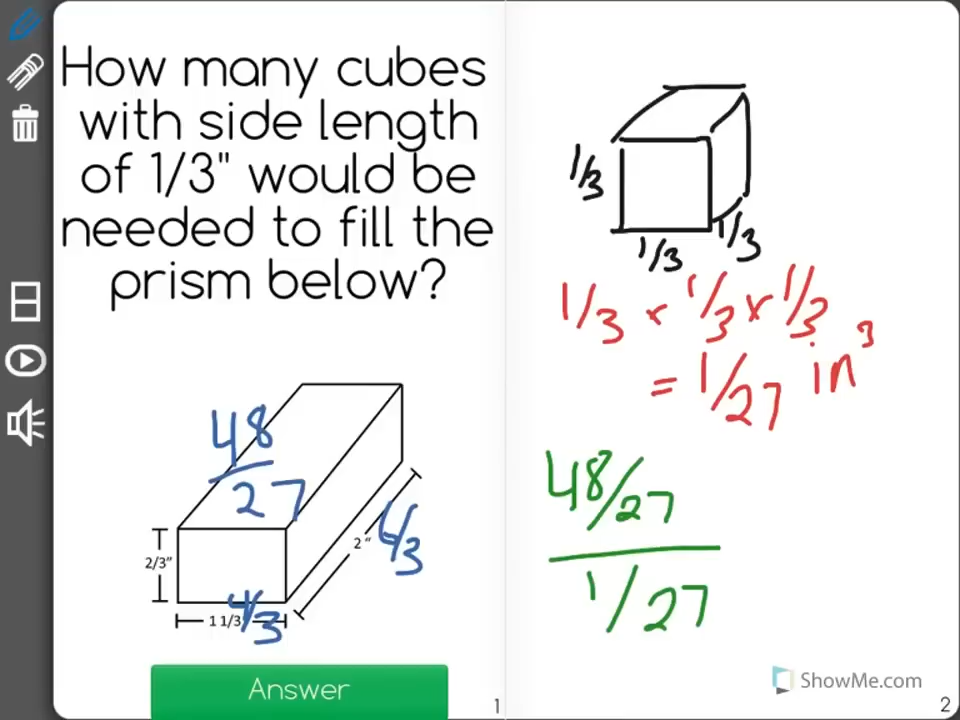 How many cubes
with side length
of 1/3" would be
needed to fill the
prism below?
48
27
2/3"
2"
6/3
1 1/3"
4/3
Answer
1
1/3
1/3
1/3
1/3 x 1/3 x 1/3
= 1/27 in³
48/27
1/27
ShowMe.com
2